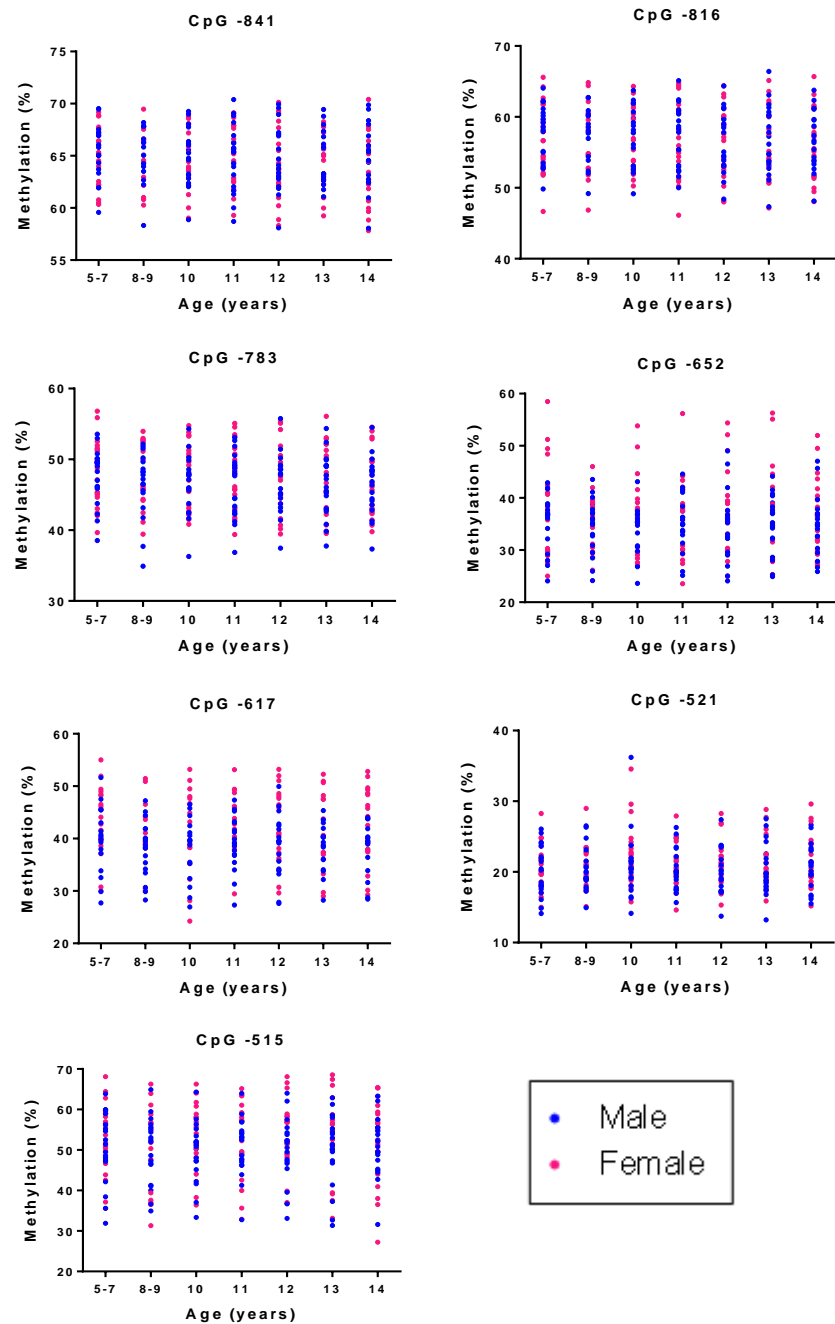 CpG -841
Methylation (%)
75
70
65
60
55
5-7 8-9 10 11 12 13 14
Age (years)
CpG -816
Methylation (%)
70
60
50
40
5-7 8-9 10 11 12 13 14
Age (years)
CpG -783
Methylation (%)
60
50
40
30
5-7 8-9 10 11 12 13 14
Age (years)
CpG -652
Methylation (%)
60
50
40
30
20
5-7 8-9 10 11 12 13 14
Age (years)
CpG -617
Methylation (%)
60
50
40
30
20
5-7 8-9 10 11 12 13 14
Age (years)
CpG -521
Methylation (%)
40
30
20
10
5-7 8-9 10 11 12 13 14
Age (years)
CpG -515
Methylation (%)
70
60
50
40
30
20
5-7 8-9 10 11 12 13 14
Age (years)
Male
Female